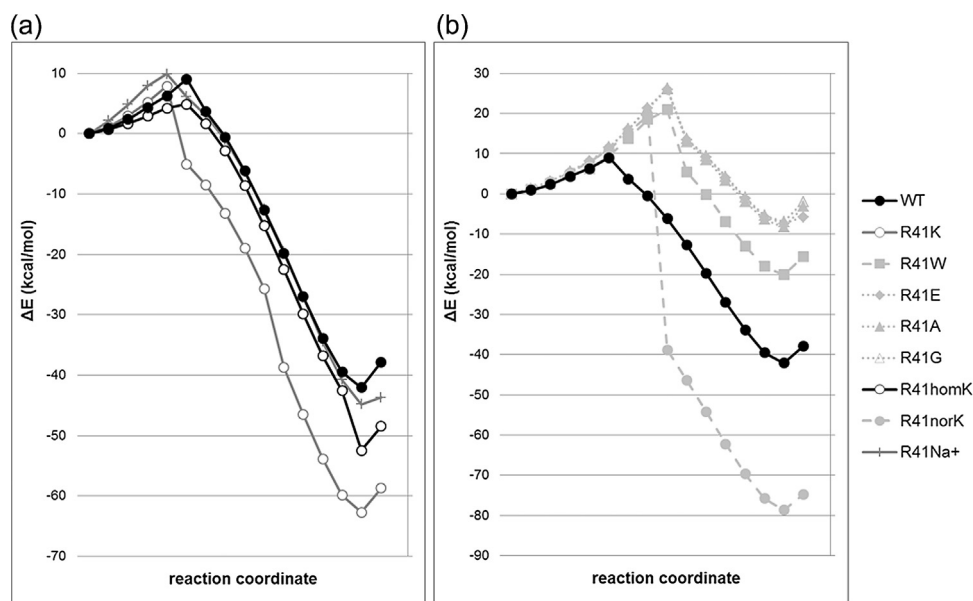 (a)
10
0
-10
-20
-30
-40
-50
-60
-70
ΔE (kcal/mol)
reaction coordinate
(b)
30
20
10
0
-10
-20
-30
-40
-50
-60
-70
-80
-90
ΔE (kcal/mol)
reaction coordinate
WT
R41K
R41W
R41E
R41A
R41G
R41homK
R41norK
R41Na+